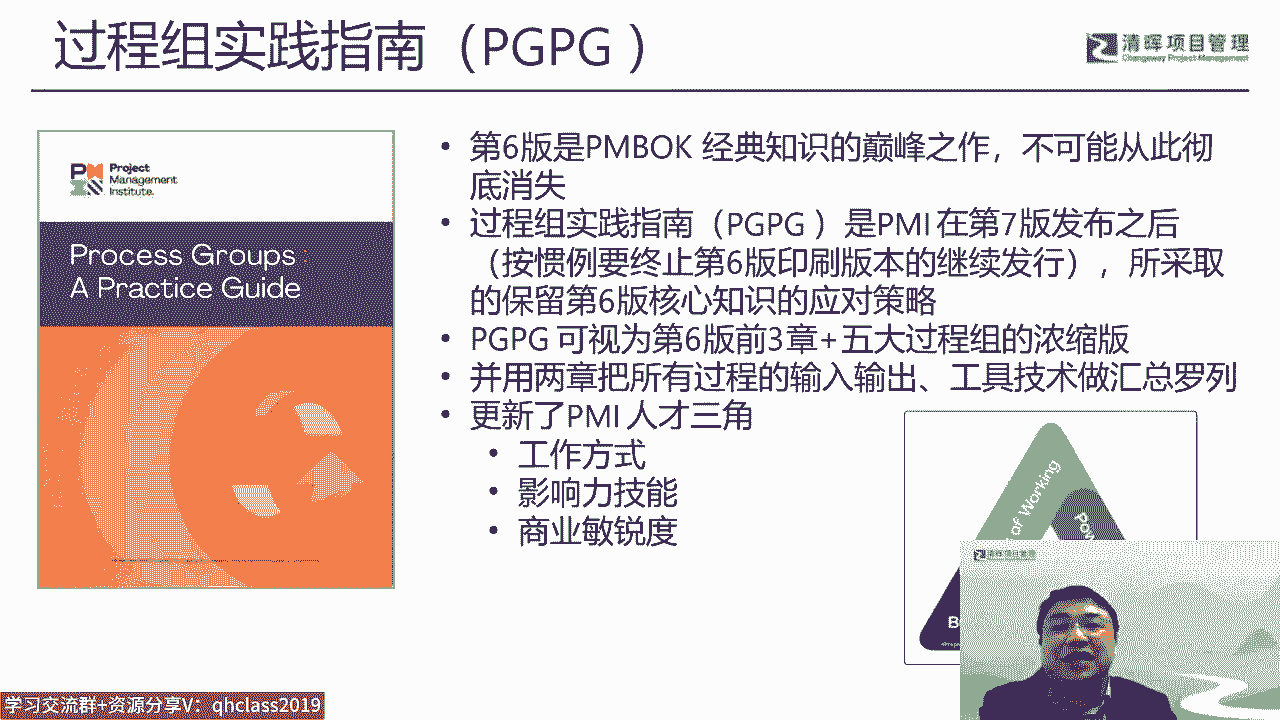 过程组实践指南（PGPG ）
清晖项目管理
Changeway Project Management
Project
Management
Institute.
Process Groups
A Practice Guide
• 第6版是PMBOK 经典知识的巅峰之作，不可能从此彻
底消失
• 过程组实践指南（PGPG ）是PMI 在第7版发布之后
（按惯例要终止第6版印刷版本的继续发行），所采取
的保留第6版核心知识的应对策略
• PGPG 可视为第6版前3章+五大过程组的浓缩版
• 并用两章把所有过程的输入输出、工具技术做汇总罗列
• 更新了PMI 人才三角
• 工作方式
• 影响力技能
• 商业敏锐度
of Working
清晖项目管理
学习交流群+资源分享V：qhclass2019